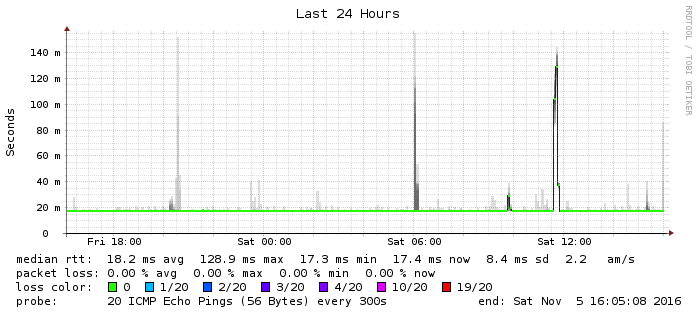 Last 24 Hours
RRDTOOL / TOBI OETIKER
Seconds
140 m
120 m
100 m
80 m
60 m
40 m
20 m
0
Fri 18:00 Sat 00:00 Sat 06:00 Sat 12:00
median rtt: 18.2 ms avg 128.9 ms max 17.3 ms min 17.4 ms now 8.4 ms sd 2.2 am/s
packet loss: 0.00 % avg 0.00 % max 0.00 % min 0.00 % now
loss color: 0 1/20 2/20 3/20 4/20 10/20 19/20
probe: 20 ICMP Echo Pings (56 Bytes) every 300s end: Sat Nov 5 16:05:08 2016